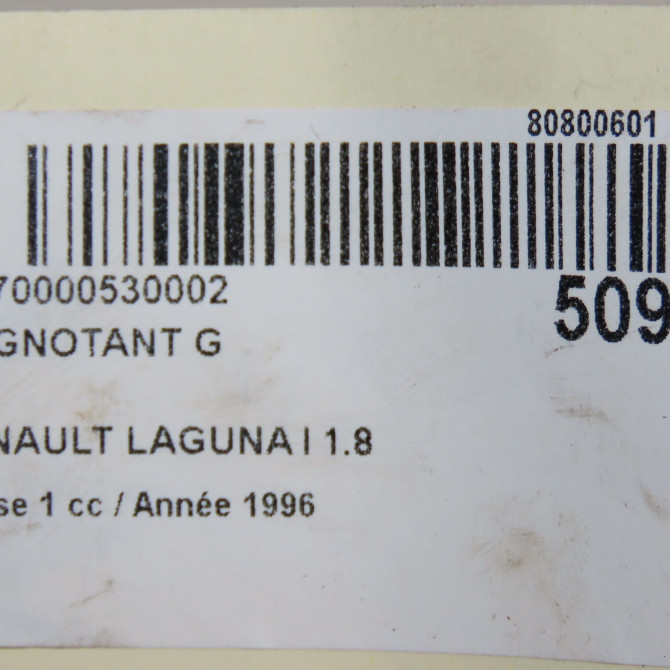 80800601
70000530002
509
GNOTANT G
NAULT LAGUNA I 1.8
se 1 cc / Année 1996